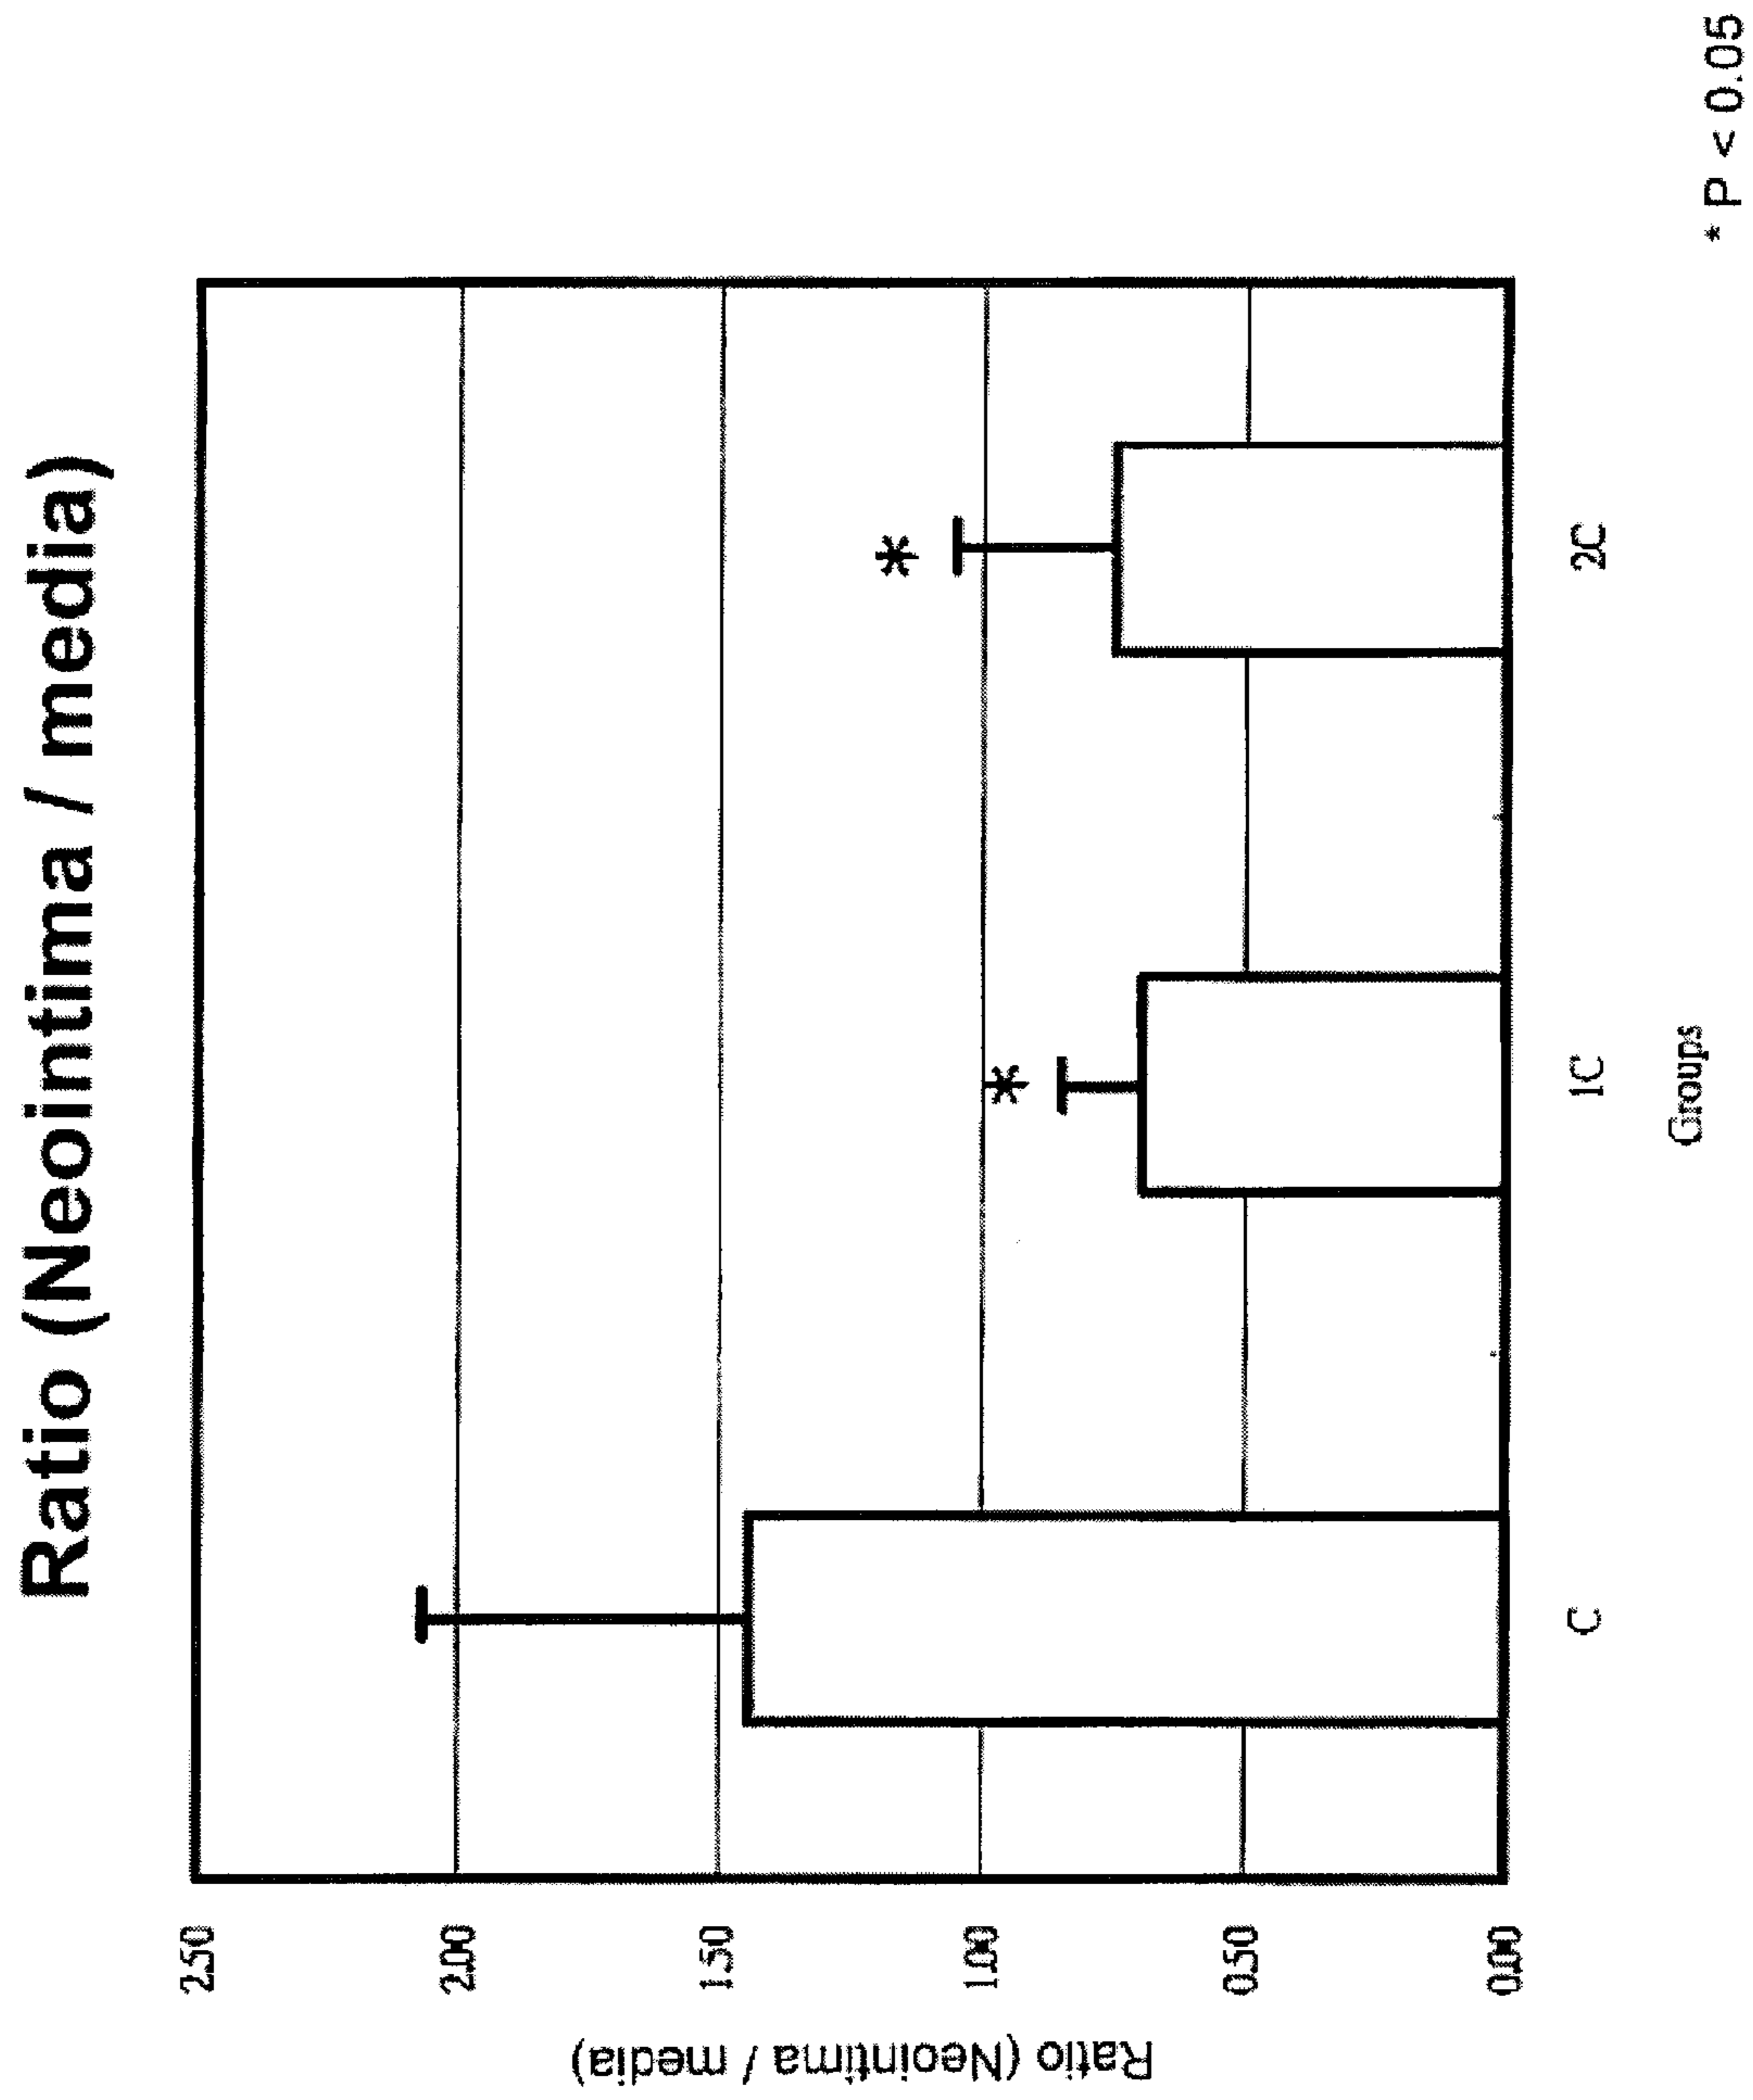 Ratio (Neointima / media)
Ratio (Neointima / media)
2.50
2.00
1.50
1.00
0.50
0.00
*
*
C
1C
2C
Groups
* P < 0.05